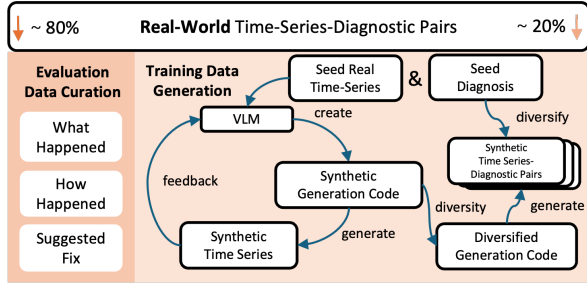 ~ 80%
Real-World Time-Series-Diagnostic Pairs
~ 20%
Evaluation
Data Curation
What
Happened
How
Happened
Suggested
Fix
Training Data
Generation
Seed Real
Time-Series
&
Seed
Diagnosis
VLM
create
diversify
feedback
Synthetic
Generation Code
Synthetic
Time Series-
Diagnostic Pairs
diversity
generate
generate
Synthetic
Time Series
Diversified
Generation Code